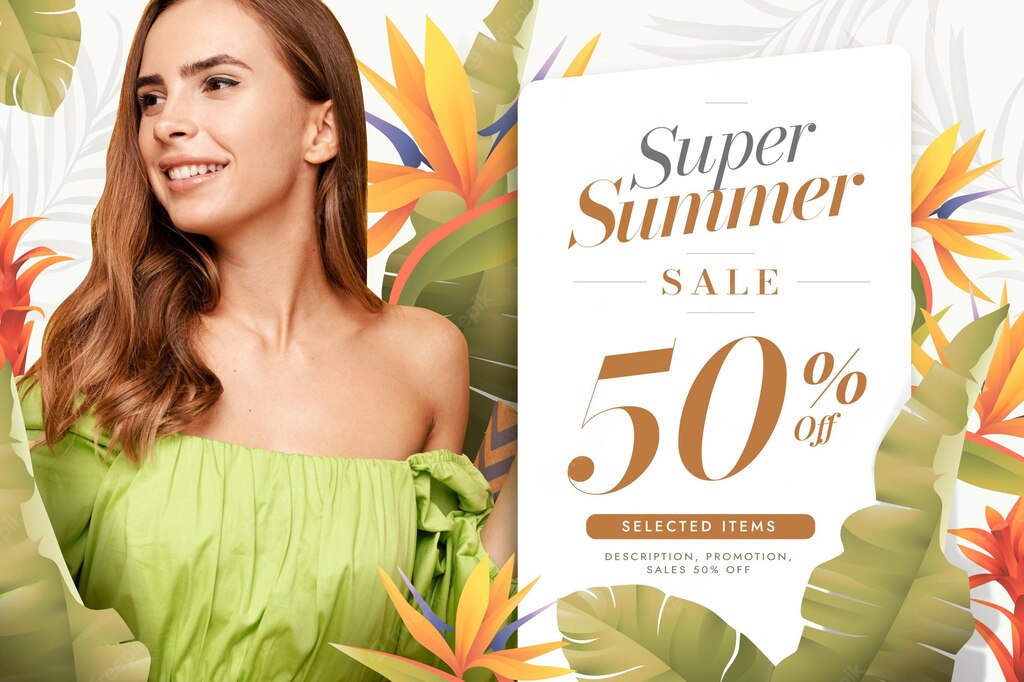 Super
Summer
SALE
50%
Off
SELECTED ITEMS
DESCRIPTION, PROMOTION,
SALES 50% OFF